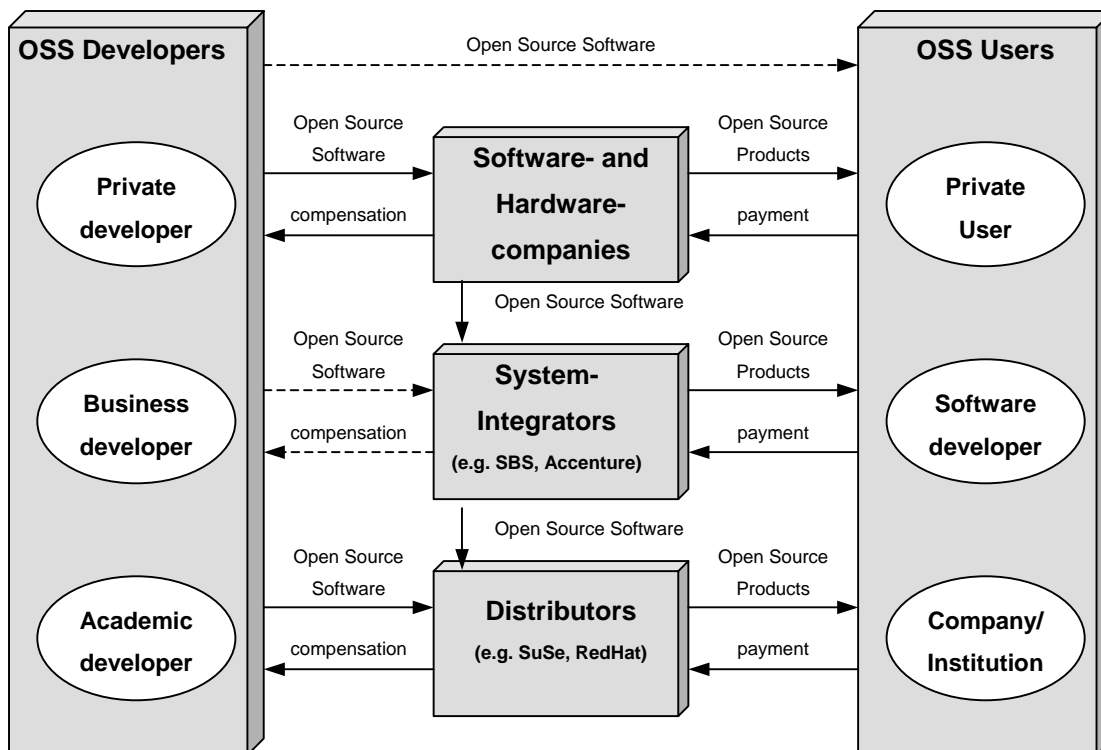 OSS Developers
Open Source Software
OSS Users
Open Source
Software
Open Source
Products
Private
developer
compensation
Software- and
Hardware-
companies
payment
Private
User
Open Source Software
Open Source
Software
Open Source
Products
Business
developer
compensation
System-
Integrators
(e.g. SBS, Accenture)
payment
Software
developer
Open Source Software
Open Source
Software
Open Source
Products
Academic
developer
compensation
Distributors
(e.g. SuSe, RedHat)
payment
Company/
Institution